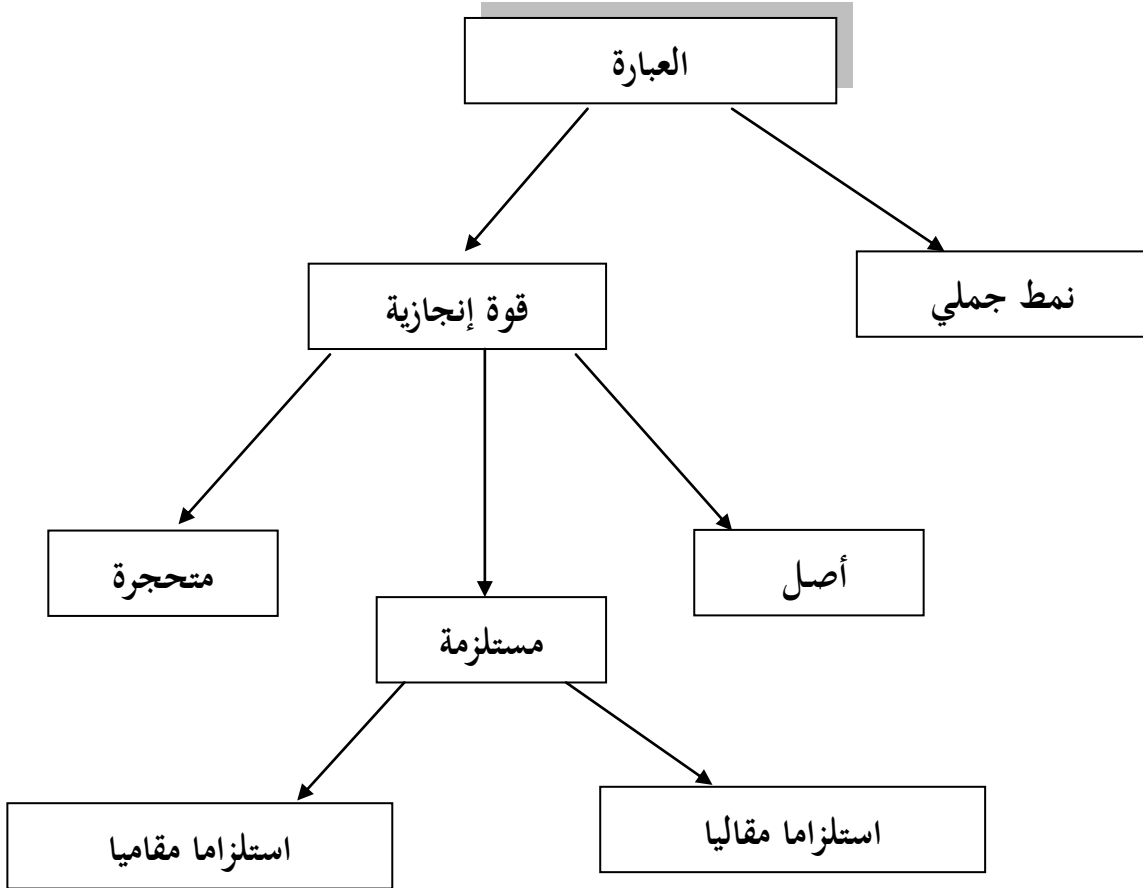 العبارة
نمط جملي
قوة إنجازية
أصل
متحجرة
مستلزمة
استلزاما مقاليا
استلزاما مقاميا